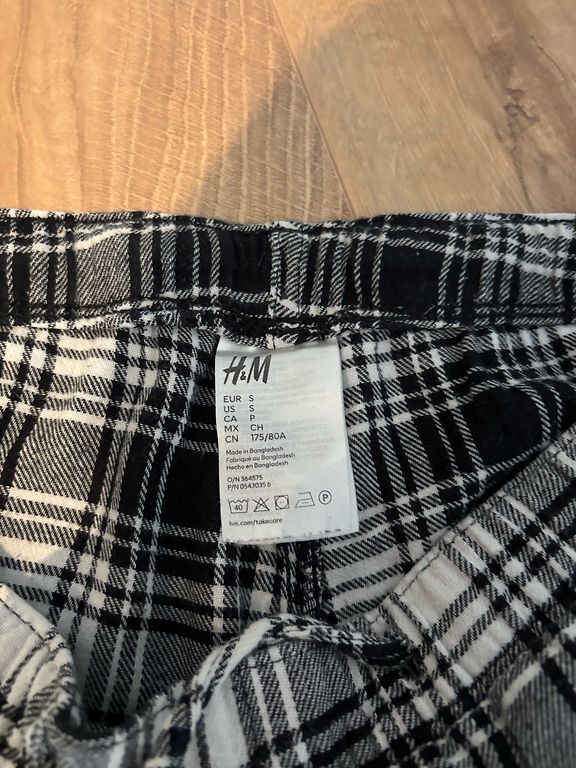 H&M
EUR S
US S
CA P
MX CH
CN 175/80A
Made in Bangladesh
Fabriqué au Bangladesh
Hecho en Bangladesh
O/N 364575
P/N 0543035 6
40 P
hm.com/takecare